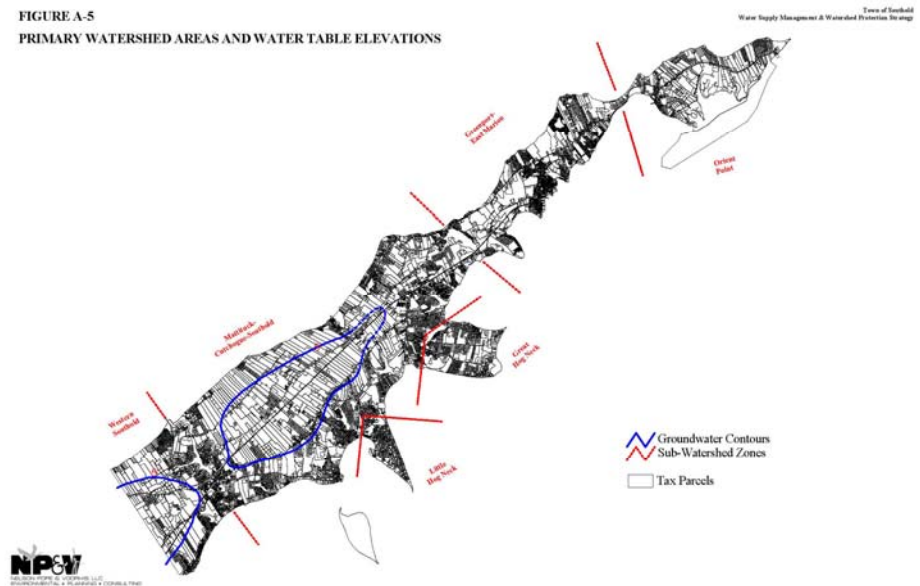 FIGURE A-5
PRIMARY WATERSHED AREAS AND WATER TABLE ELEVATIONS
Town of Southold
Water Supply Management & Watershed Protection Strategy
Greenport-
East Marion
Orient
Point
Mattituck-
Cutchogue-Southold
Great
Hog Neck
Western
Southold
Little
Hog Neck
Groundwater Contours
Sub-Watershed Zones
Tax Parcels
NP&V
NELSON POPE & VOORHIS LLC
ENVIRONMENTAL • PLANNING • CONSULTING